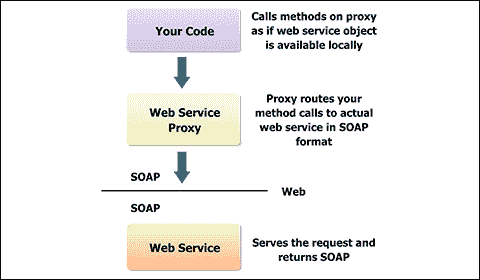 Your Code
Calls methods on proxy
as if web service object
is available locally
Web Service
Proxy
Proxy routes your
method calls to actual
web service in SOAP
format
SOAP
Web
SOAP
Web Service
Serves the request and
returns SOAP